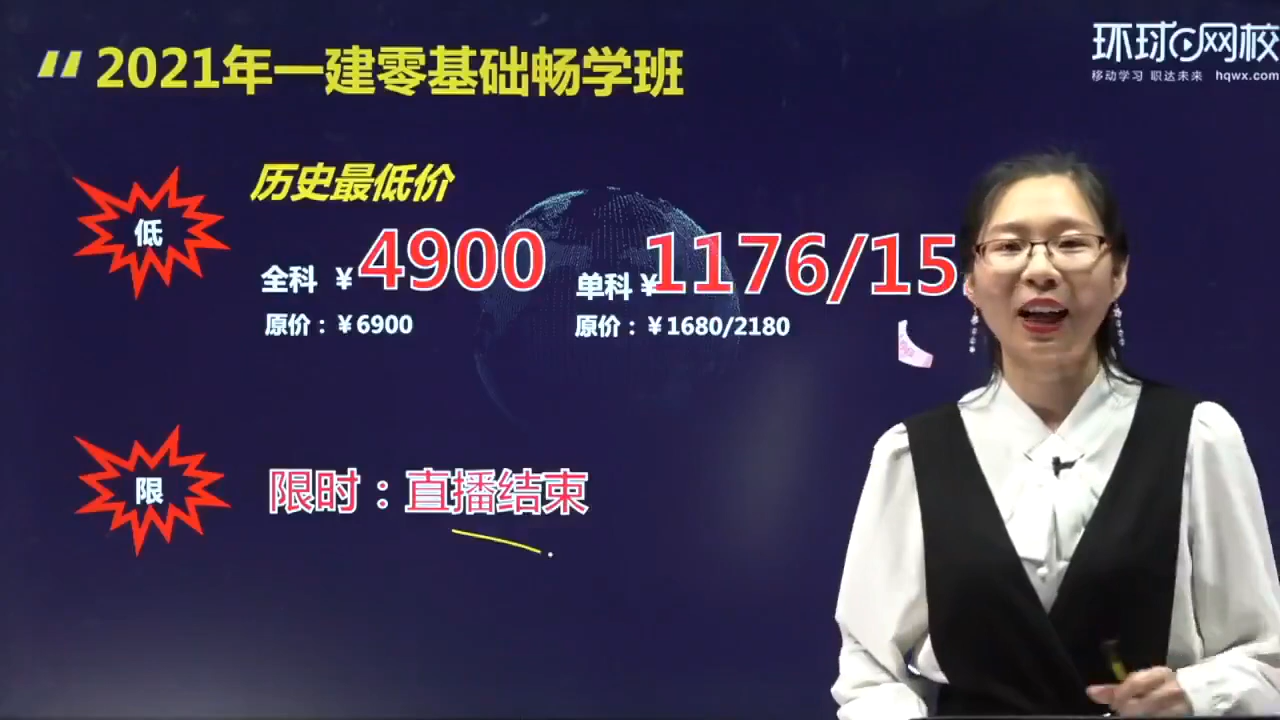 2021年一建零基础畅学班
环球网校
移动学习 职达未来 hqwx.com
低
历史最低价
全科 ￥4900
单科 ￥1176/15
原价：￥6900
原价：￥1680/2180
限
限时：直播结束